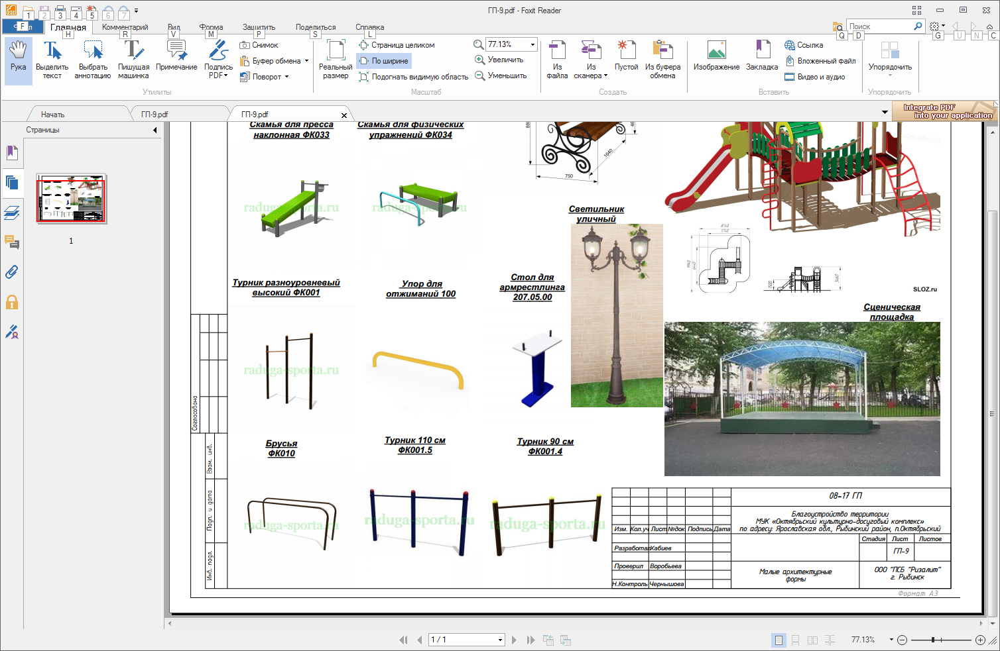 ГП-9.pdf - Foxit Reader
1 2 3 4 5 6 7
F
Главная
Комментарий
Вид
Форма
Защитить
Поделиться
Справка
Поиск
H R V M P S L Q D G U N C
Рука
Выделить текст
Выбрать аннотацию
Пишущая машинка
Примечание
Подпись PDF
Снимок
Буфер обмена
Поворот
Утилиты
Реальный размер
Страница целиком
По ширине
Подогнать видимую область
77.13%
Увеличить
Уменьшить
Масштаб
Из файла
Из сканера
Пустой
Из буфера обмена
Создать
Изображение
Закладка
Ссылка
Вложенный файл
Видео и аудио
Вставить
Упорядочить
Упорядочить
Начать
ГП-9.pdf
ГП-9.pdf
Integrate PDF
into your application
Страницы
1
Скамья для пресса
наклонная ФК033
Скамья для физических
упражнений ФК034
750
1640
raduga-sporta.ru
raduga-sporta.ru
Светильник
уличный
8740
5740
SLOZ.ru
Турник разноуровневый
высокий ФК001
Упор для
отжиманий 100
Стол для
армрестлинга
207.05.00
Сценическая
площадка
raduga-sporta.ru
Брусья
ФК010
Турник 110 см
ФК001.5
Турник 90 см
ФК001.4
raduga-sporta.ru
raduga-sporta.ru
raduga-sporta.ru
Согласовано
Взам. инв.
Подп. и дата
Инв. подл.
08-17 ГП
Благоустройство территории
МУК «Октябрьский культурно-досуговый комплекс»
по адресу: Ярославская обл., Рыбинский район, п.Октябрьский
Изм. Кол.уч Лист №док Подпись Дата
Стадия Лист Листов
Разработал Хабиев
ГП-9
Проверил Воробьева
Малые архитектурные
формы
ООО "ПСБ "Ризалит"
г. Рыбинск
Н.Контроль Чернышова
Формат А3
1 / 1
77.13%